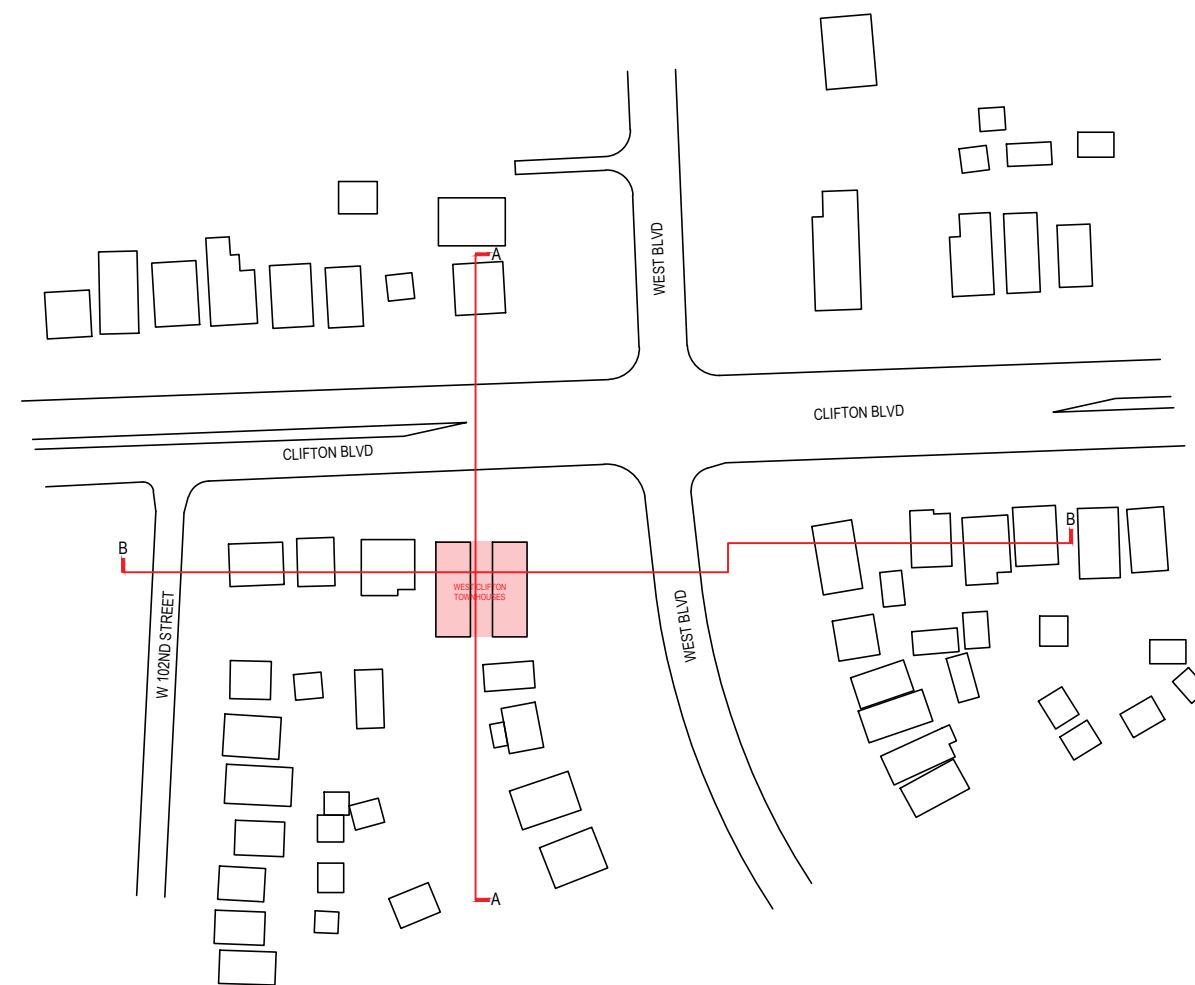 A
WEST BLVD
CLIFTON BLVD
CLIFTON BLVD
B
B
WEST CLIFTON
TOWNHOUSES
W 102ND STREET
WEST BLVD
A